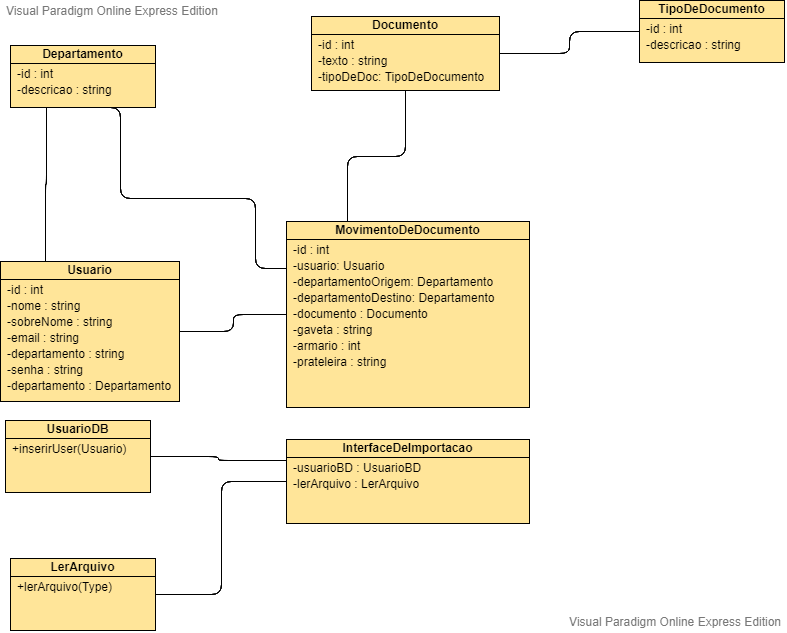 Visual Paradigm Online Express Edition
Departamento
-id : int
-descricao : string
Documento
-id : int
-texto : string
-tipoDeDoc: TipoDeDocumento
TipoDeDocumento
-id : int
-descricao : string
Usuario
-id : int
-nome : string
-sobreNome : string
-email : string
-departamento : string
-senha : string
-departamento : Departamento
MovimentoDeDocumento
-id : int
-usuario: Usuario
-departamentoOrigem: Departamento
-departamentoDestino: Departamento
-documento : Documento
-gaveta : string
-armario : int
-prateleira : string
UsuarioDB
+inserirUser(Usuario)
InterfaceDeImportacao
-usuarioBD : UsuarioBD
-lerArquivo : LerArquivo
LerArquivo
+lerArquivo(Type)
Visual Paradigm Online Express Edition